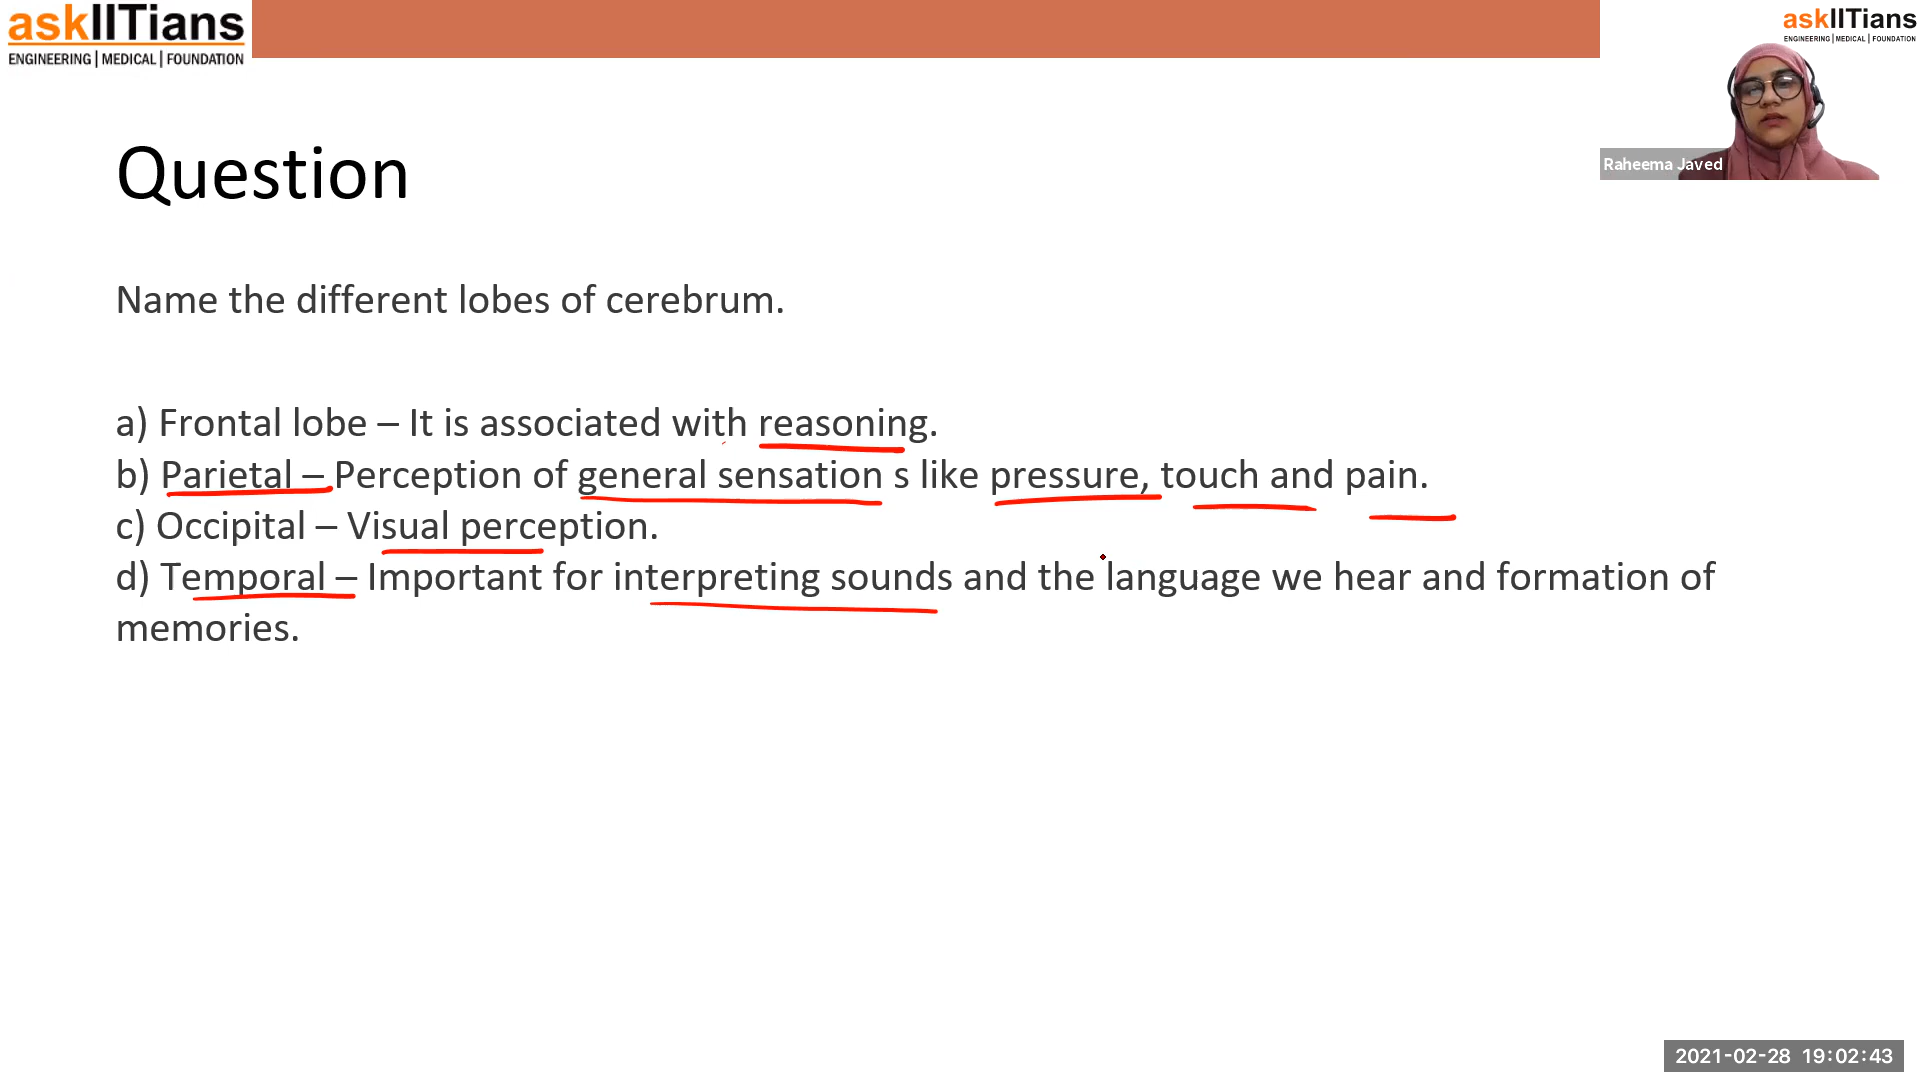 askIITians
ENGINEERING | MEDICAL | FOUNDATION
askIITians
ENGINEERING | MEDICAL | FOUNDATION
Raheema Javed
Question
Name the different lobes of cerebrum.
a) Frontal lobe – It is associated with reasoning.
b) Parietal – Perception of general sensation s like pressure, touch and pain.
c) Occipital – Visual perception.
d) Temporal – Important for interpreting sounds and the language we hear and formation of
memories.
2021-02-28 19:02:43